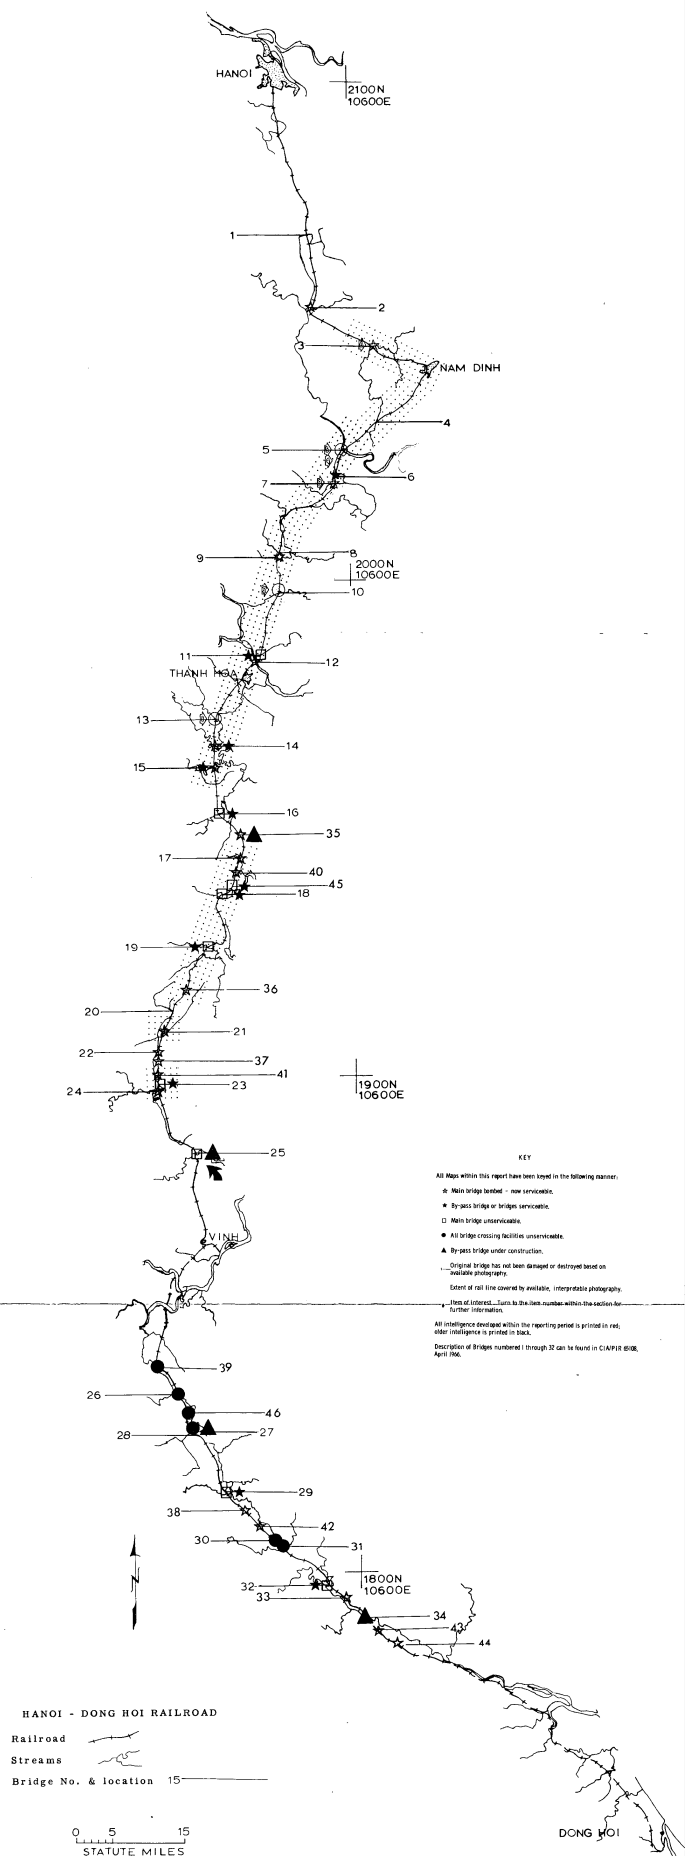 HANOI
2100N
10600E
1
2
3
NAM DINH
4
5
6
7
8
9
2000N
10600E
10
11
12
THANH HOA
13
14
15
16
35
17
40
45
18
19
36
20
21
22
37
41
23
24
1900N
10600E
25
VINH
KEY
All Maps within this report have been keyed in the following manner:
Main bridge bombed - now serviceable.
By-pass bridge or bridges serviceable.
Main bridge unserviceable.
All bridge crossing facilities unserviceable.
By-pass bridge under construction.
Original bridge has not been damaged or destroyed based on
available photography.
Extent of rail line covered by available, interpretable photography.
Item of interest. Turn to the item number within the section for
further information.
All intelligence developed within the reporting period is printed in red;
older intelligence is printed in black.
Description of Bridges numbered 1 through 32 can be found in CIA/PIR
April 1966.
39
26
46
27
28
29
38
42
30
31
1800N
10600E
32
33
34
43
44
N
HANOI - DONG HOI RAILROAD
Railroad
Streams
Bridge No. & location 15
0 5 15
STATUTE MILES
DONG HOI